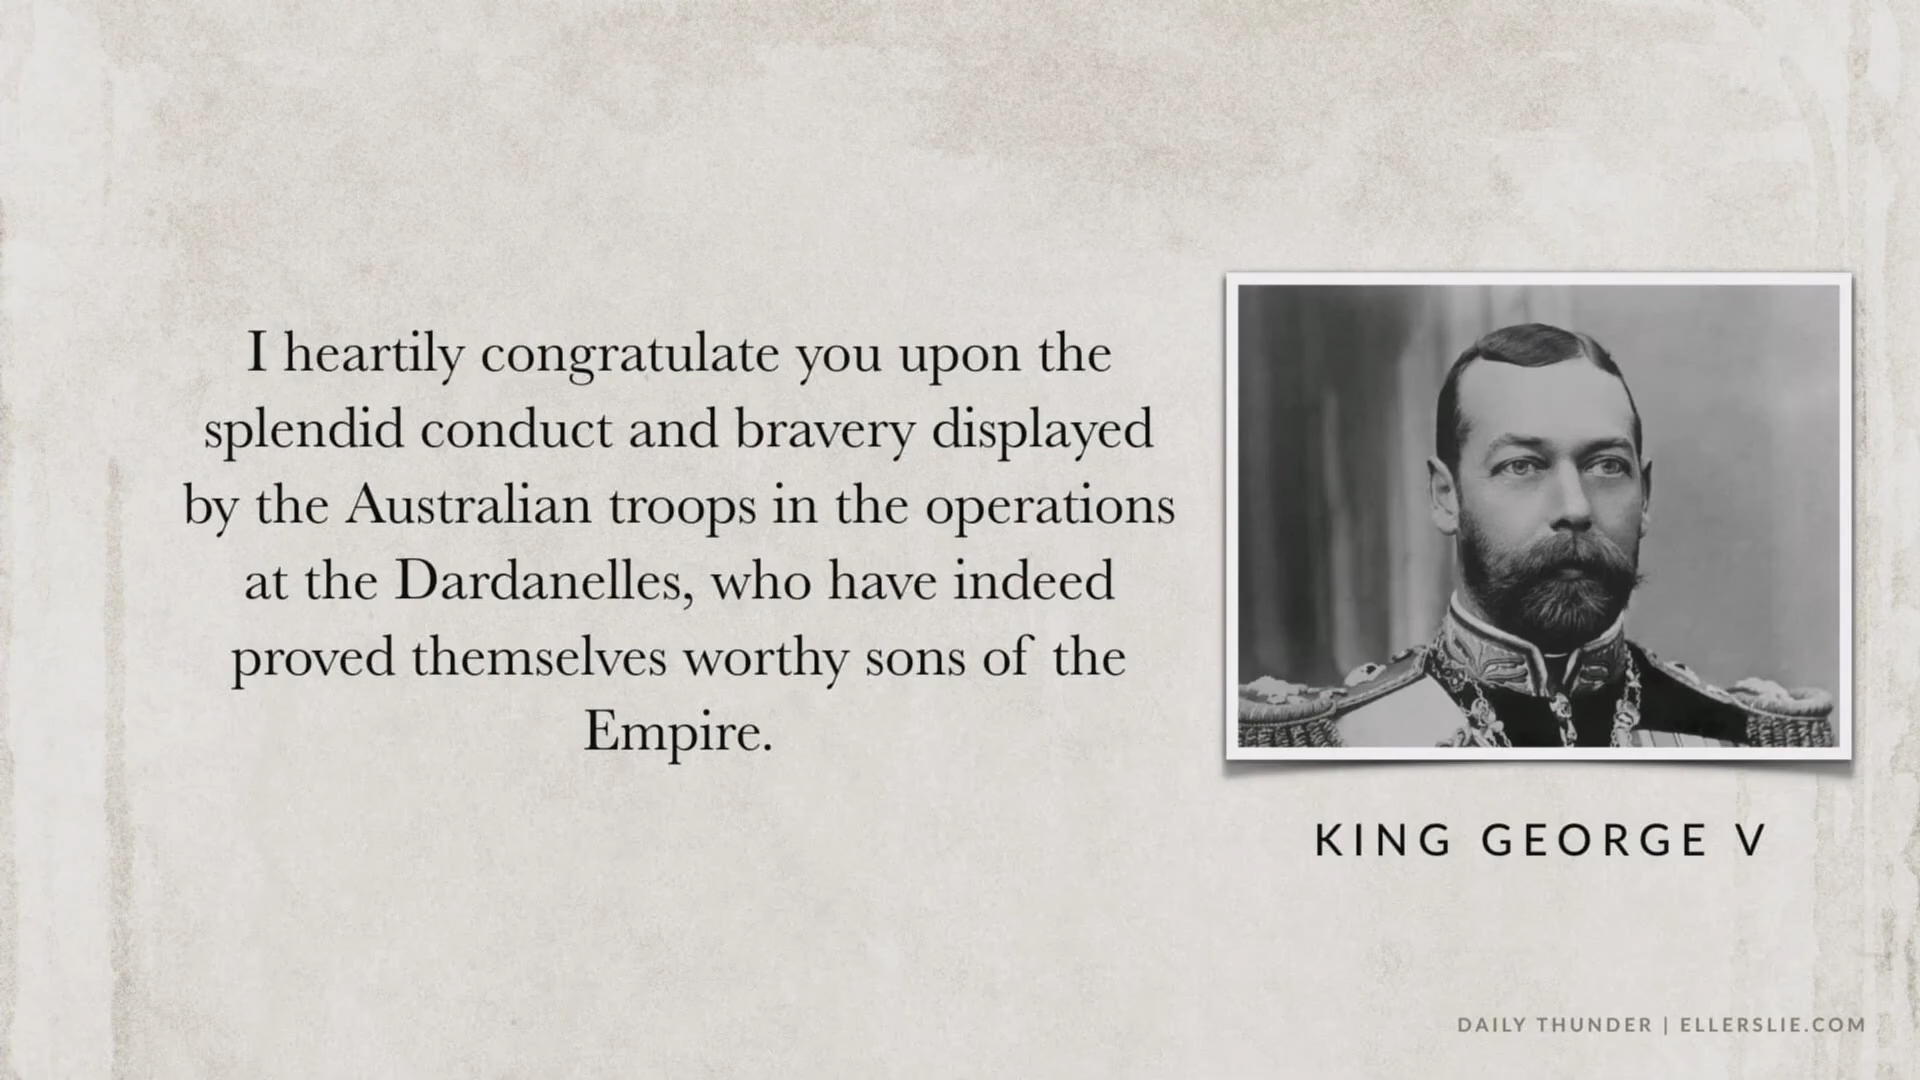 I heartily congratulate you upon the
splendid conduct and bravery displayed
by the Australian troops in the operations
at the Dardanelles, who have indeed
proved themselves worthy sons of the
Empire.
KING GEORGE V
DAILY THUNDER | ELLERSLIE.COM